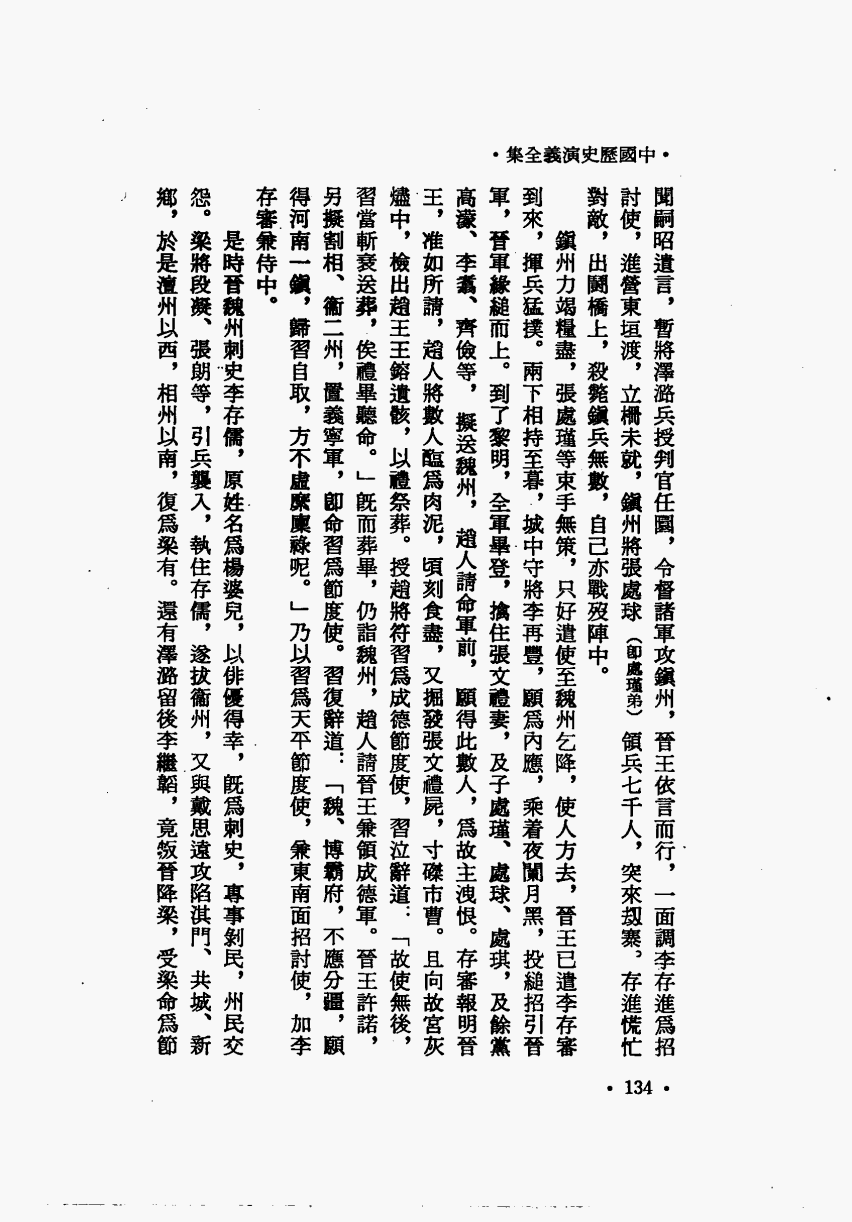 •中國歷史演義全集•
聞嗣昭遺言，暫將澤潞兵授判官任圜，令督諸軍攻鎭州，晉王依言而行，一面調李存進爲招
討使，進營東垣渡，立柵未就，鎭州將張處球（卽處瑾弟）領兵七千人，突來刼寨。存進慌忙
對敵，出鬭橋上，殺斃鎭兵無數，自己亦戰歿陣中。
鎭州力竭糧盡，張處瑾等束手無策，只好遣使至魏州乞降，使人方去，晉王已遣李存審
到來，揮兵猛撲。兩下相持至暮，城中守將李再豐，願爲內應，乘着夜闌月黑，投縋招引晉
軍，晉軍緣縋而上。到了黎明，全軍畢登，擒住張文禮妻，及子處瑾、處球、處琪，及餘黨
高濛、李翥、齊儉等，擬送魏州，趙人請命軍前，願得此數人，爲故主洩恨。存審報明晉
王，准如所請，趙人將數人臨爲肉泥，頃刻食盡，又掘發張文禮屍，寸磔市曹。且向故宮灰
燼中，檢出趙王王鎔遺骸，以禮祭葬。授趙將符習爲成德節度使，習泣辭道：「故使無後，
習當斬衰送葬，俟禮畢聽命。」旣而葬畢，仍詣魏州，趙人請晉王兼領成德軍。晉王許諾，
另擬割相、衞二州，置義寧軍，卽命習爲節度使。習復辭道：「魏、博霸府，不應分疆，願
得河南一鎭，歸習自取，方不虛縻廩祿呢。」乃以習爲天平節度使，兼東南面招討使，加李
存審兼侍中。
是時晉魏州刺史李存儒，原姓名爲楊婆兒，以俳優得幸，旣爲刺史，專事剝民，州民交
怨。梁將段凝、張朗等，引兵襲入，執住存儒，遂拔衞州，又與戴思遠攻陷淇門、共城、新
鄉，於是澶州以西，相州以南，復爲梁有。還有澤潞留後李繼韜，竟叛晉降梁，受梁命爲節
•134•